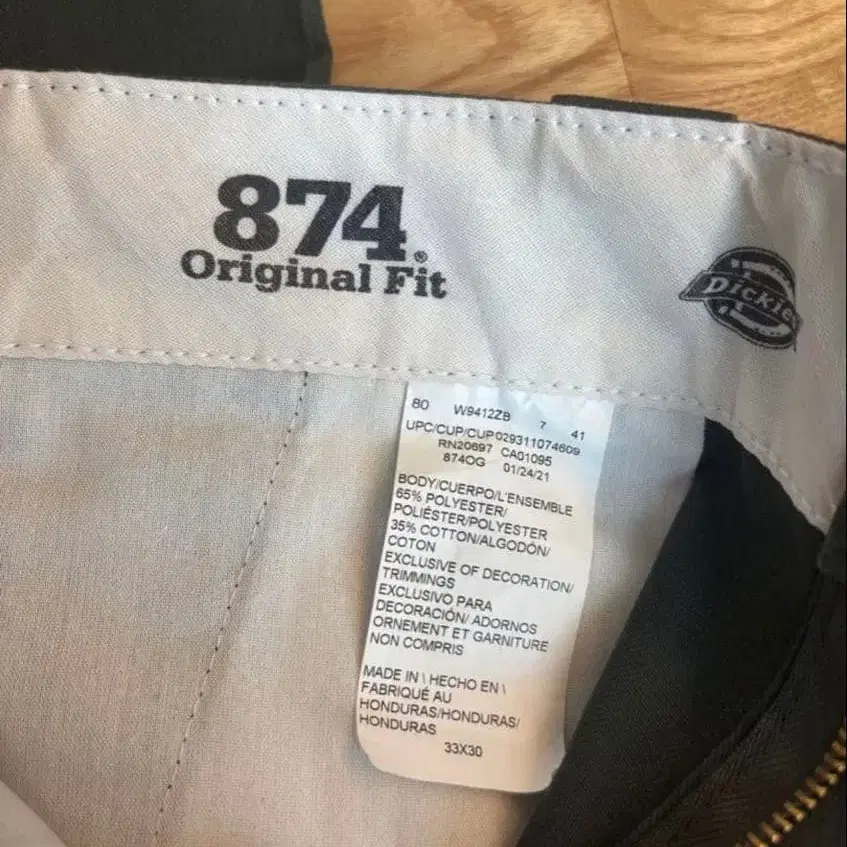 874®
Original Fit
Dickies
80 W9412ZB 7 41
UPC/CUP/CUP029311074609
RN20697 CA01095
874OG 01/24/21
BODY/CUERPO/L'ENSEMBLE
65% POLYESTER/
POLIÉSTER/POLYESTER
35% COTTON/ALGODÓN/
COTON
EXCLUSIVE OF DECORATION/
TRIMMINGS
EXCLUSIVO PARA
DECORACIÓN/ ADORNOS
ORNEMENT ET GARNITURE
NON COMPRIS
MADE IN \ HECHO EN \
FABRIQUÉ AU
HONDURAS/HONDURAS/
HONDURAS
33X30